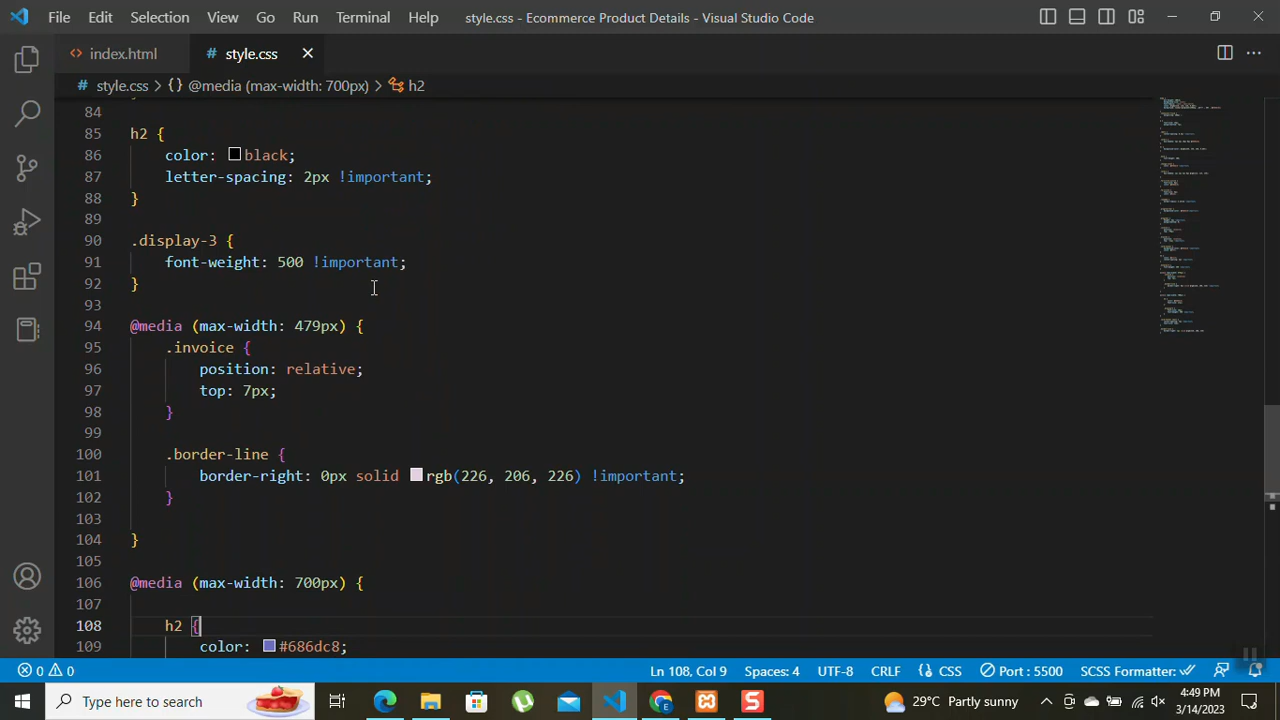 File Edit Selection View Go Run Terminal Help style.css - Ecommerce Product Details - Visual Studio Code
<> index.html # style.css
# style.css > {} @media (max-width: 700px) > h2
84
85 h2 {
86 color: black;
87 letter-spacing: 2px !important;
88 }
89
90 .display-3 {
91 font-weight: 500 !important;
92 }
93
94 @media (max-width: 479px) {
95 .invoice {
96 position: relative;
97 top: 7px;
98 }
99
100 .border-line {
101 border-right: 0px solid rgb(226, 206, 226) !important;
102 }
103
104 }
105
106 @media (max-width: 700px) {
107
108 h2 {
109 color: #686dc8;
0 0 Ln 108, Col 9 Spaces: 4 UTF-8 CRLF {} CSS Port : 5500 SCSS Formatter:
Type here to search 29°C Partly sunny 4:49 PM
3/14/2023